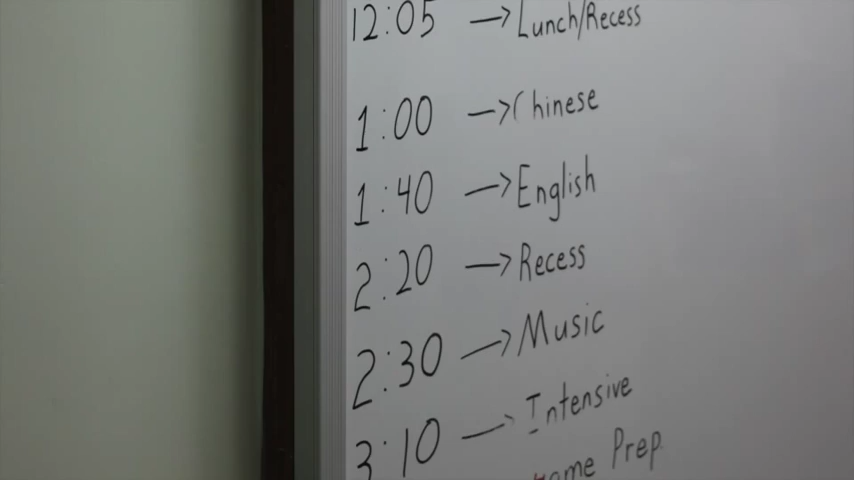 12:05 → Lunch/Recess
1:00 → Chinese
1:40 → English
2:20 → Recess
2:30 → Music
3:10 → Intensive
Prep